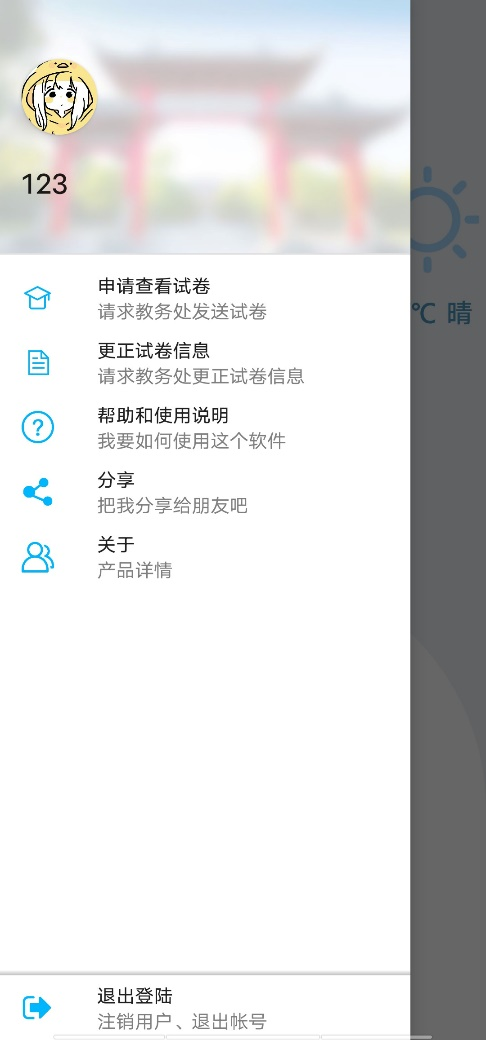 123
℃ 晴
申请查看试卷
请求教务处发送试卷
更正试卷信息
请求教务处更正试卷信息
帮助和使用说明
我要如何使用这个软件
分享
把我分享给朋友吧
关于
产品详情
退出登陆
注销用户、退出帐号